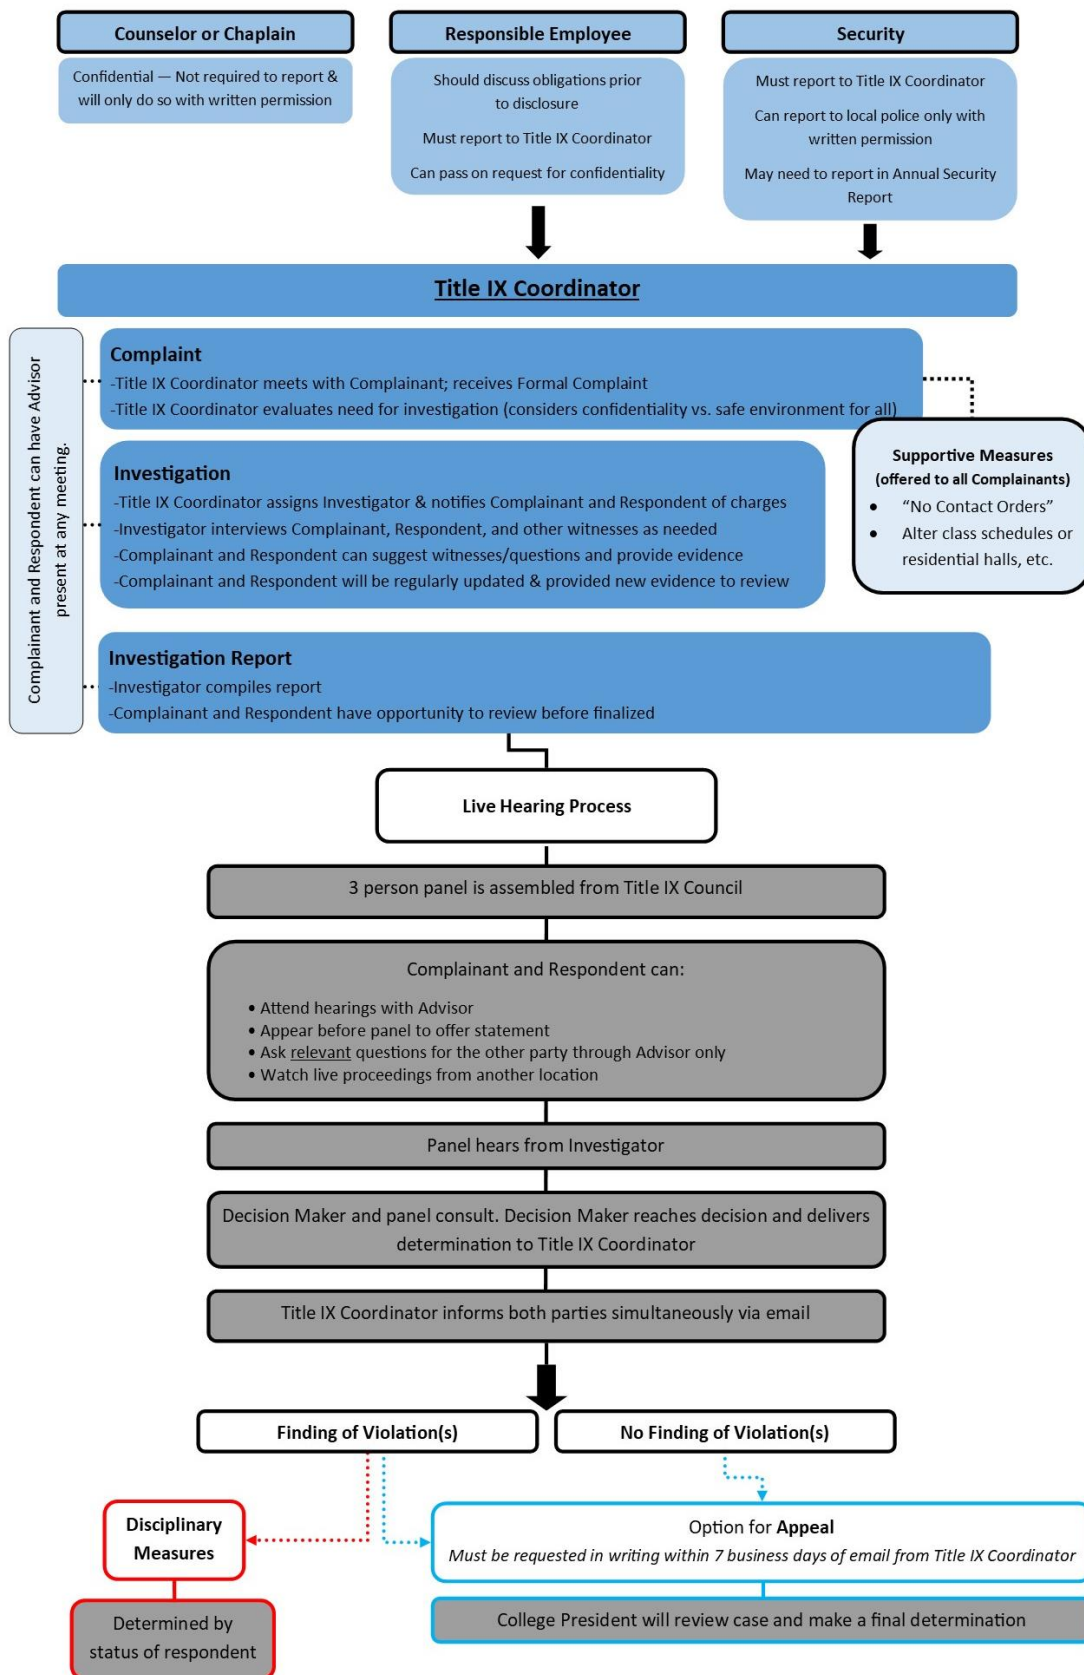 Counselor or Chaplain
Confidential — Not required to report &
will only do so with written permission
Responsible Employee
Should discuss obligations prior
to disclosure
Must report to Title IX Coordinator
Can pass on request for confidentiality
Security
Must report to Title IX Coordinator
Can report to local police only with
written permission
May need to report in Annual Security
Report
Title IX Coordinator
Complainant and Respondent can have Advisor
present at any meeting.
Complaint
-Title IX Coordinator meets with Complainant; receives Formal Complaint
-Title IX Coordinator evaluates need for investigation (considers confidentiality vs. safe environment for all)
Supportive Measures
(offered to all Complainants)
• “No Contact Orders”
• Alter class schedules or
residential halls, etc.
Investigation
-Title IX Coordinator assigns Investigator & notifies Complainant and Respondent of charges
-Investigator interviews Complainant, Respondent, and other witnesses as needed
-Complainant and Respondent can suggest witnesses/questions and provide evidence
-Complainant and Respondent will be regularly updated & provided new evidence to review
Investigation Report
-Investigator compiles report
-Complainant and Respondent have opportunity to review before finalized
Live Hearing Process
3 person panel is assembled from Title IX Council
Complainant and Respondent can:
• Attend hearings with Advisor
• Appear before panel to offer statement
• Ask relevant questions for the other party through Advisor only
• Watch live proceedings from another location
Panel hears from Investigator
Decision Maker and panel consult. Decision Maker reaches decision and delivers
determination to Title IX Coordinator
Title IX Coordinator informs both parties simultaneously via email
Finding of Violation(s)
No Finding of Violation(s)
Disciplinary
Measures
Determined by
status of respondent
Option for Appeal
Must be requested in writing within 7 business days of email from Title IX Coordinator
College President will review case and make a final determination